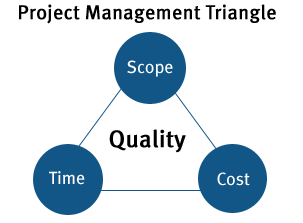 Project Management Triangle
Scope
Quality
Time
Cost